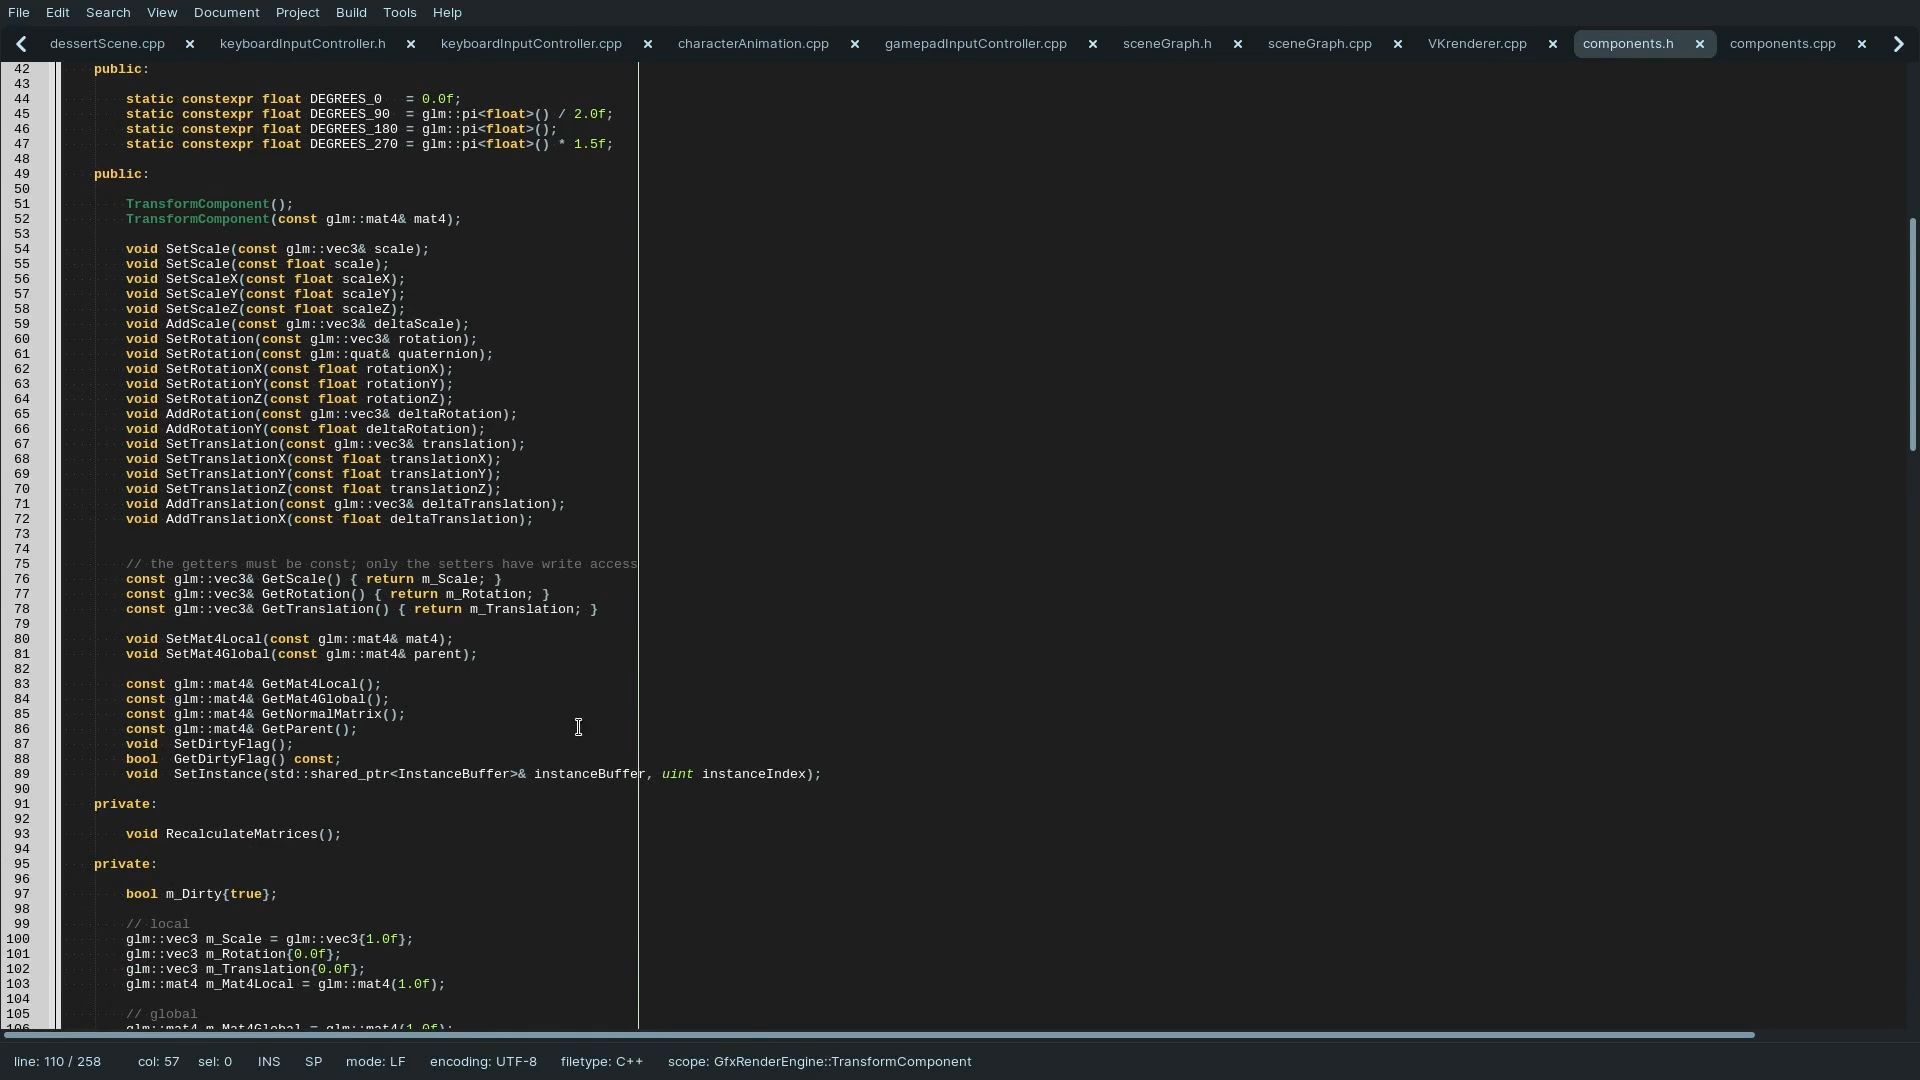 File Edit Search View Document Project Build Tools Help
dessertScene.cpp × keyboardInputController.h × keyboardInputController.cpp × characterAnimation.cpp × gamepadInputController.cpp × sceneGraph.h × sceneGraph.cpp × VKrenderer.cpp × components.h × components.cpp ×
42 public:
43
44 static constexpr float DEGREES_0   = 0.0f;
45 static constexpr float DEGREES_90  = glm::pi<float>() / 2.0f;
46 static constexpr float DEGREES_180 = glm::pi<float>();
47 static constexpr float DEGREES_270 = glm::pi<float>() * 1.5f;
48
49 public:
50
51 TransformComponent();
52 TransformComponent(const glm::mat4& mat4);
53
54 void SetScale(const glm::vec3& scale);
55 void SetScale(const float scale);
56 void SetScaleX(const float scaleX);
57 void SetScaleY(const float scaleY);
58 void SetScaleZ(const float scaleZ);
59 void AddScale(const glm::vec3& deltaScale);
60 void SetRotation(const glm::vec3& rotation);
61 void SetRotation(const glm::quat& quaternion);
62 void SetRotationX(const float rotationX);
63 void SetRotationY(const float rotationY);
64 void SetRotationZ(const float rotationZ);
65 void AddRotation(const glm::vec3& deltaRotation);
66 void AddRotationY(const float deltaRotation);
67 void SetTranslation(const glm::vec3& translation);
68 void SetTranslationX(const float translationX);
69 void SetTranslationY(const float translationY);
70 void SetTranslationZ(const float translationZ);
71 void AddTranslation(const glm::vec3& deltaTranslation);
72 void AddTranslationX(const float deltaTranslation);
73
74
75 // the getters must be const; only the setters have write access
76 const glm::vec3& GetScale() { return m_Scale; }
77 const glm::vec3& GetRotation() { return m_Rotation; }
78 const glm::vec3& GetTranslation() { return m_Translation; }
79
80 void SetMat4Local(const glm::mat4& mat4);
81 void SetMat4Global(const glm::mat4& parent);
82
83 const glm::mat4& GetMat4Local();
84 const glm::mat4& GetMat4Global();
85 const glm::mat4& GetNormalMatrix();
86 const glm::mat4& GetParent();
87 void  SetDirtyFlag();
88 bool  GetDirtyFlag() const;
89 void  SetInstance(std::shared_ptr<InstanceBuffer>& instanceBuffer, uint instanceIndex);
90
91 private:
92
93 void RecalculateMatrices();
94
95 private:
96
97 bool m_Dirty{true};
98
99 // local
100 glm::vec3 m_Scale = glm::vec3{1.0f};
101 glm::vec3 m_Rotation{0.0f};
102 glm::vec3 m_Translation{0.0f};
103 glm::mat4 m_Mat4Local = glm::mat4(1.0f);
104
105 // global
106 glm::mat4 m_Mat4Global = glm::mat4(1.0f);
line: 110 / 258 col: 57 sel: 0 INS SP mode: LF encoding: UTF-8 filetype: C++ scope: GfxRenderEngine::TransformComponent